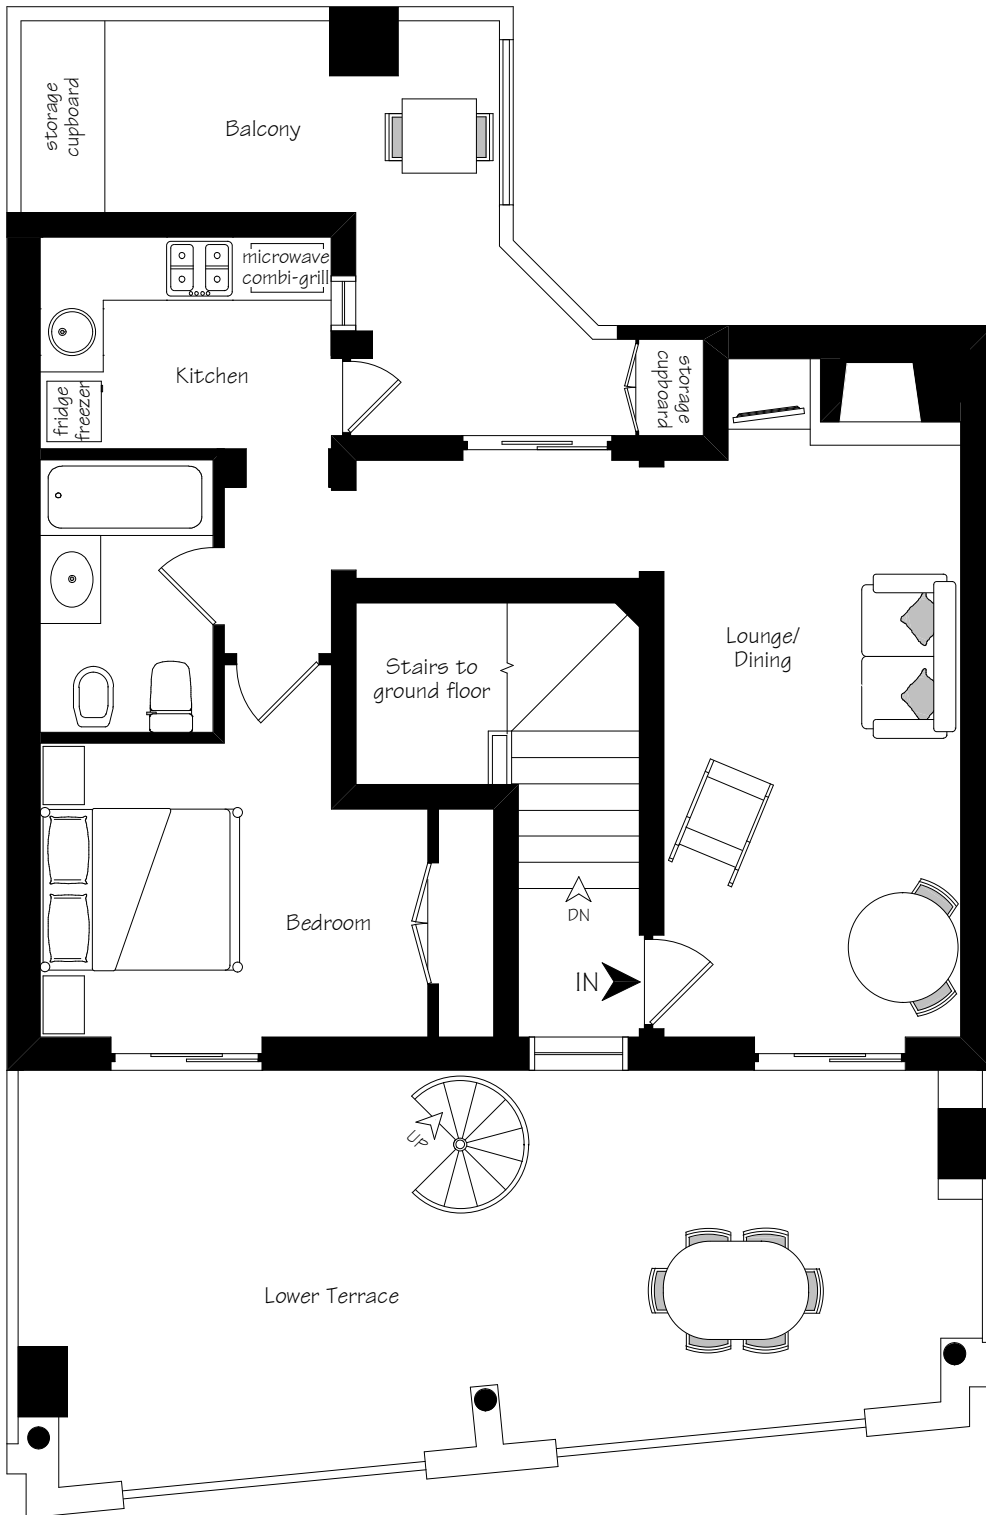 storage
cupboard
Balcony
microwave
combi-grill
Kitchen
fridge
freezer
storage
cupboard
Lounge/
Dining
Stairs to
ground floor
DN
Bedroom
IN
UP
Lower Terrace